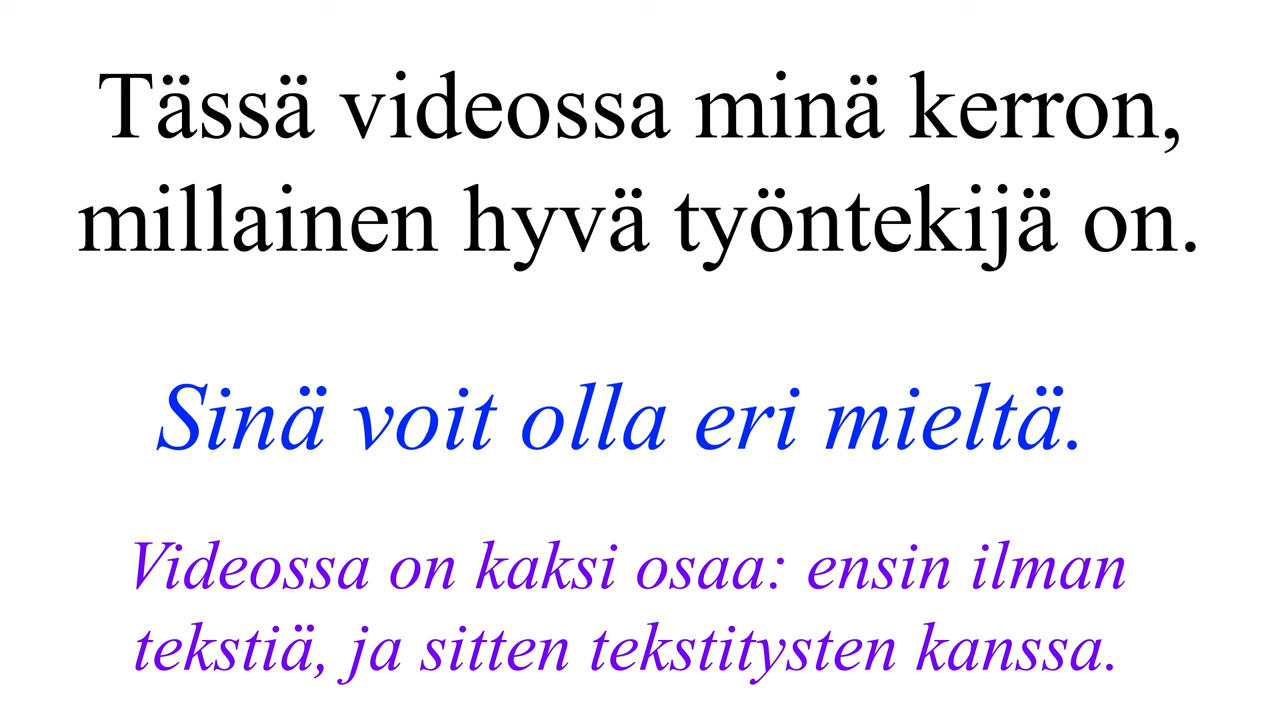 Tässä videossa minä kerron,
millainen hyvä työntekijä on.
Sinä voit olla eri mieltä.
Videossa on kaksi osaa: ensin ilman
tekstiä, ja sitten tekstitysten kanssa.